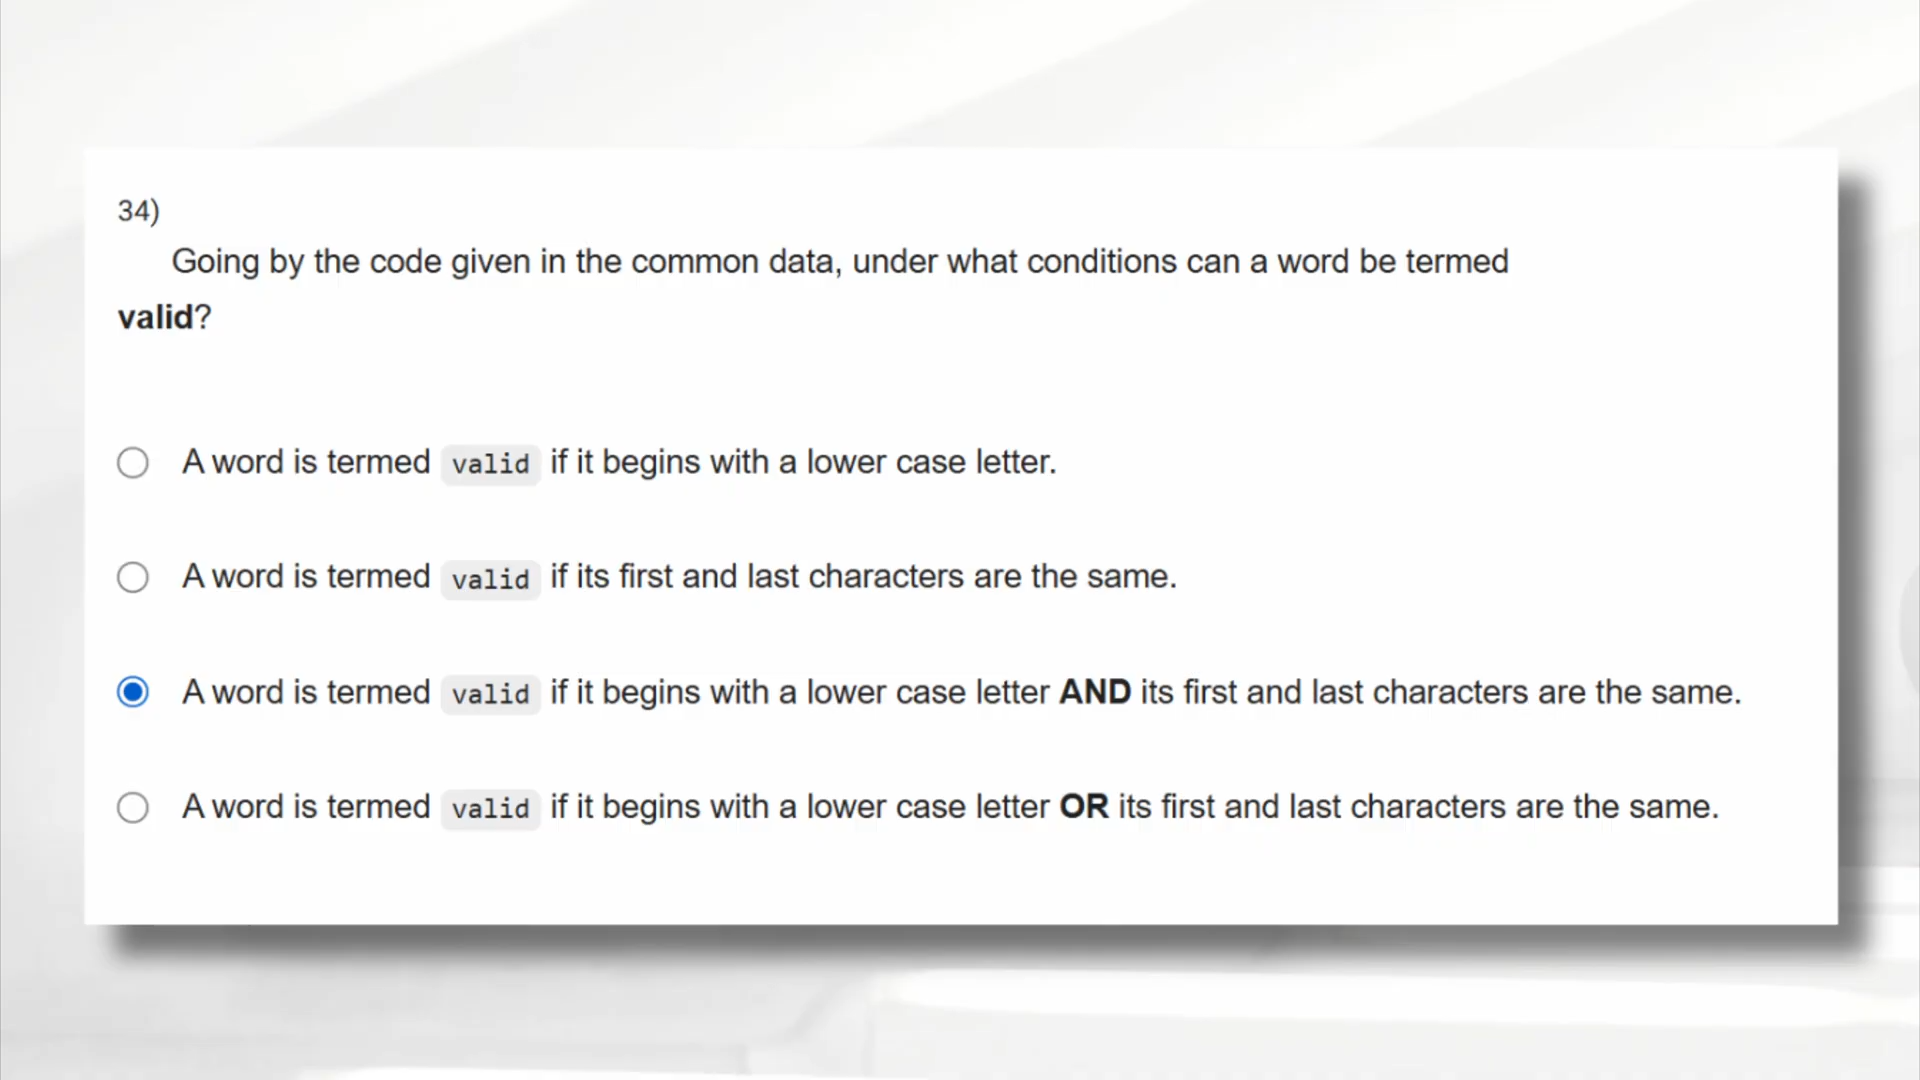 34)
Going by the code given in the common data, under what conditions can a word be termed
valid?
A word is termed valid if it begins with a lower case letter.
A word is termed valid if its first and last characters are the same.
A word is termed valid if it begins with a lower case letter AND its first and last characters are the same.
A word is termed valid if it begins with a lower case letter OR its first and last characters are the same.